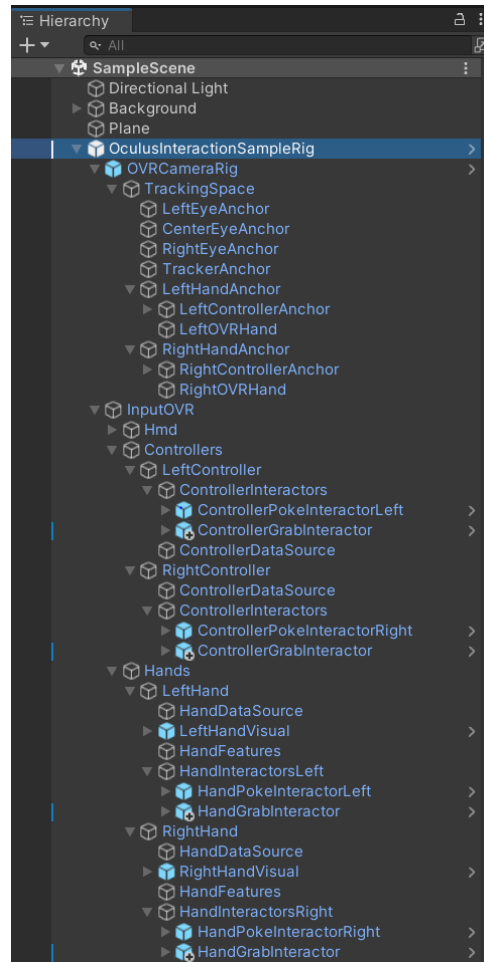 Hierarchy
All
SampleScene
Directional Light
Background
Plane
OculusInteractionSampleRig
OVRCameraRig
TrackingSpace
LeftEyeAnchor
CenterEyeAnchor
RightEyeAnchor
TrackerAnchor
LeftHandAnchor
LeftControllerAnchor
LeftOVRHand
RightHandAnchor
RightControllerAnchor
RightOVRHand
InputOVR
Hmd
Controllers
LeftController
ControllerInteractors
ControllerPokeInteractorLeft
ControllerGrabInteractor
ControllerDataSource
RightController
ControllerDataSource
ControllerInteractors
ControllerPokeInteractorRight
ControllerGrabInteractor
Hands
LeftHand
HandDataSource
LeftHandVisual
HandFeatures
HandInteractorsLeft
HandPokeInteractorLeft
HandGrabInteractor
RightHand
HandDataSource
RightHandVisual
HandFeatures
HandInteractorsRight
HandPokeInteractorRight
HandGrabInteractor